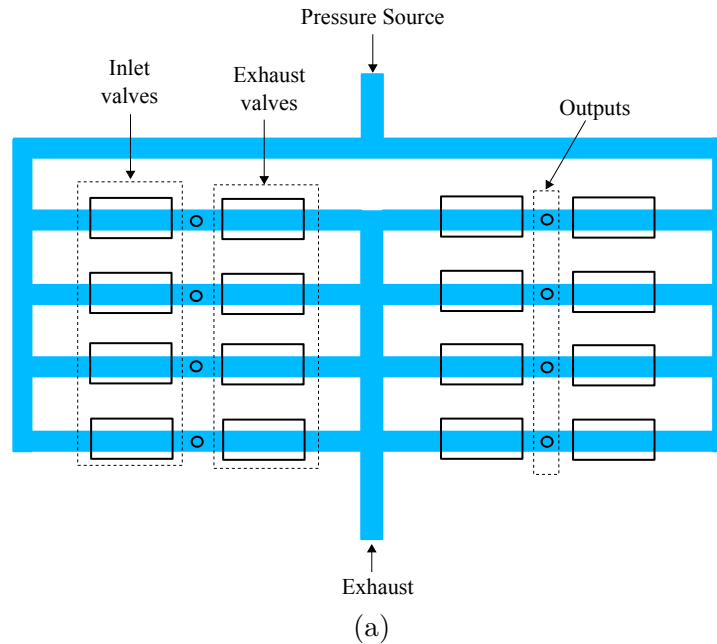 Pressure Source
Inlet
valves
Exhaust
valves
Outputs
Exhaust
(a)